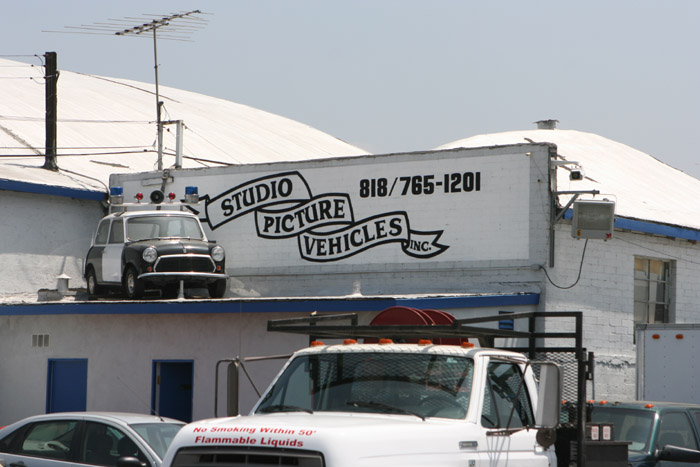 STUDIO
PICTURE
VEHICLES
INC.
818/765-1201
No Smoking Within 50'
Flammable Liquids